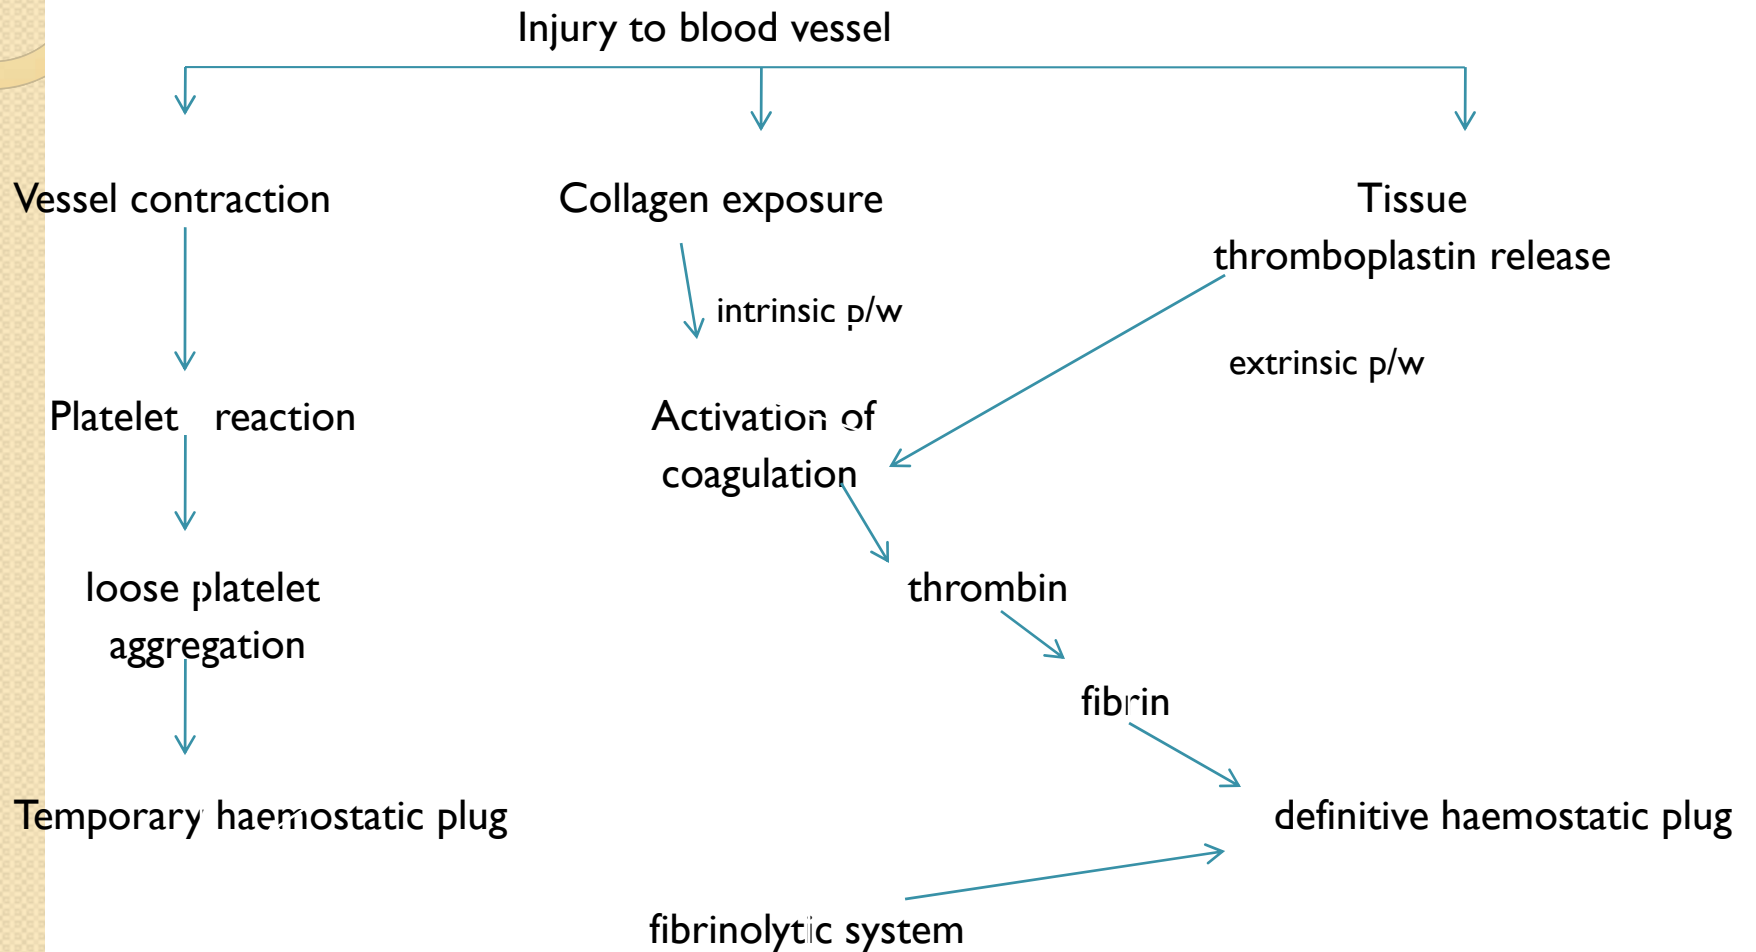 Injury to blood vessel
Vessel contraction
Collagen exposure
Tissue
thromboplastin release
intrinsic p/w
extrinsic p/w
Platelet reaction
Activation of
coagulation
loose platelet
aggregation
thrombin
fibrin
Temporary haemostatic plug
definitive haemostatic plug
fibrinolytic system